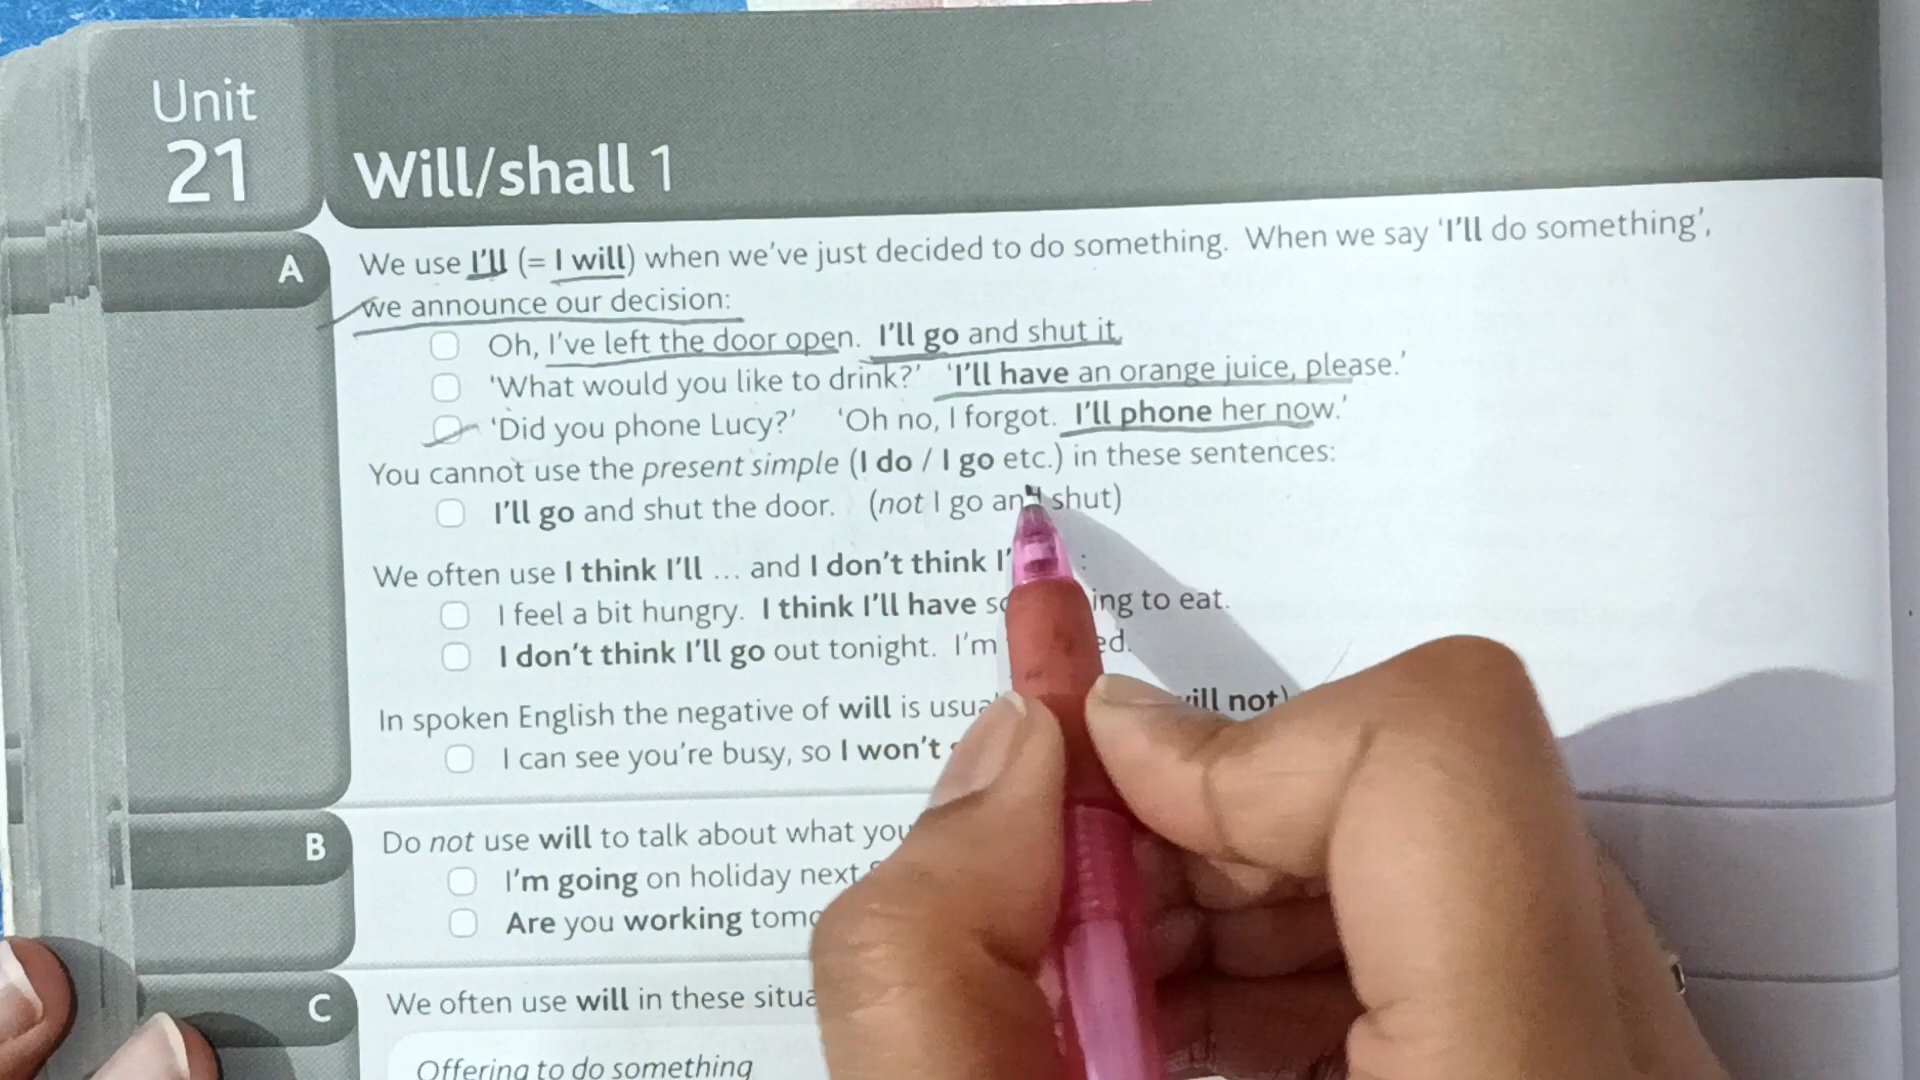 Unit
21
Will/shall 1
A
We use I'll (= I will) when we've just decided to do something. When we say 'I'll do something',
we announce our decision:
Oh, I've left the door open. I'll go and shut it.
'What would you like to drink?' 'I'll have an orange juice, please.'
'Did you phone Lucy?' 'Oh no, I forgot. I'll phone her now.'
You cannot use the present simple (I do / I go etc.) in these sentences:
I'll go and shut the door. (not I go and shut)
We often use I think I'll ... and I don't think :
I feel a bit hungry. I think I'll have to eat.
I don't think I'll go out tonight. I'm
In spoken English the negative of will is not)
I can see you're busy, so I won't
B
Do not use will to talk about what
I'm going on holiday next
Are you working
C
We often use will in these
Offering to do something